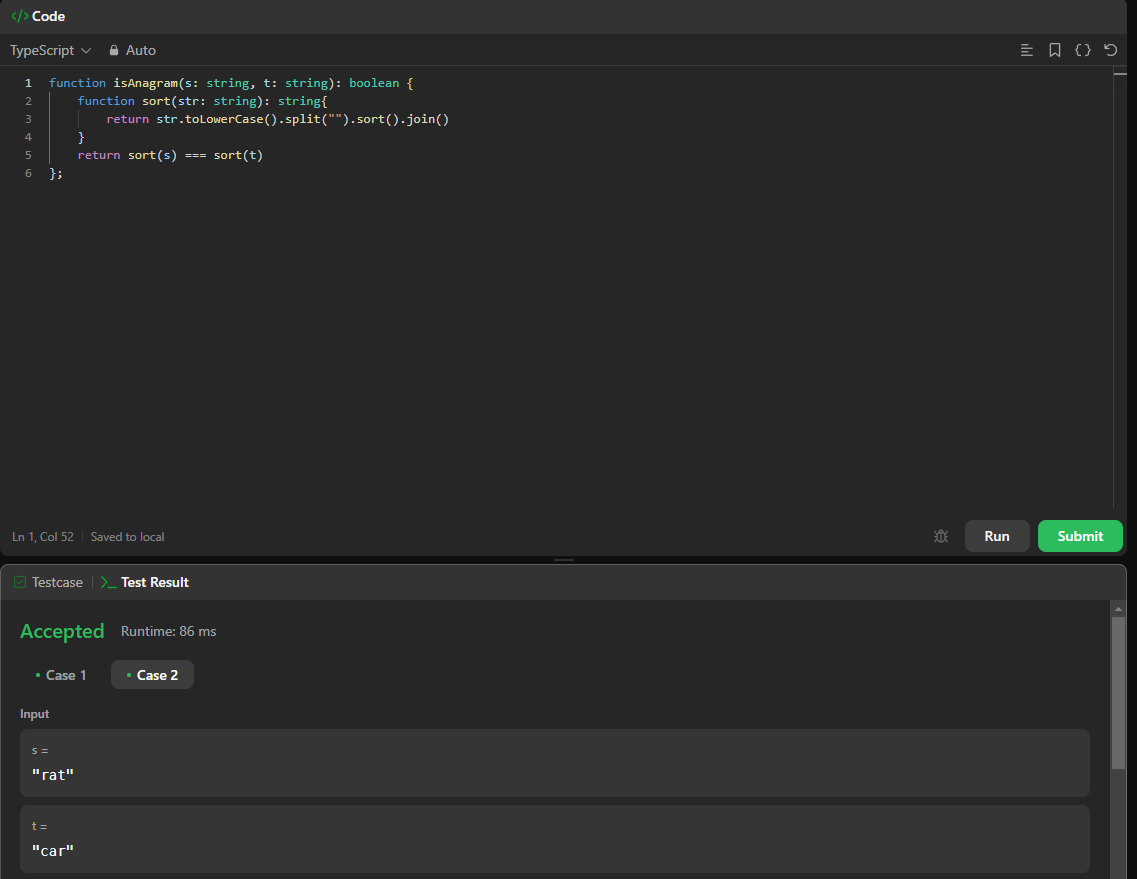 </> Code
TypeScript Auto
1 function isAnagram(s: string, t: string): boolean {
2 function sort(str: string): string{
3 return str.toLowerCase().split("").sort().join()
4 }
5 return sort(s) === sort(t)
6 };
Ln 1, Col 52 Saved to local
Run
Submit
Testcase >_ Test Result
Accepted Runtime: 86 ms
• Case 1 • Case 2
Input
s =
"rat"
t =
"car"